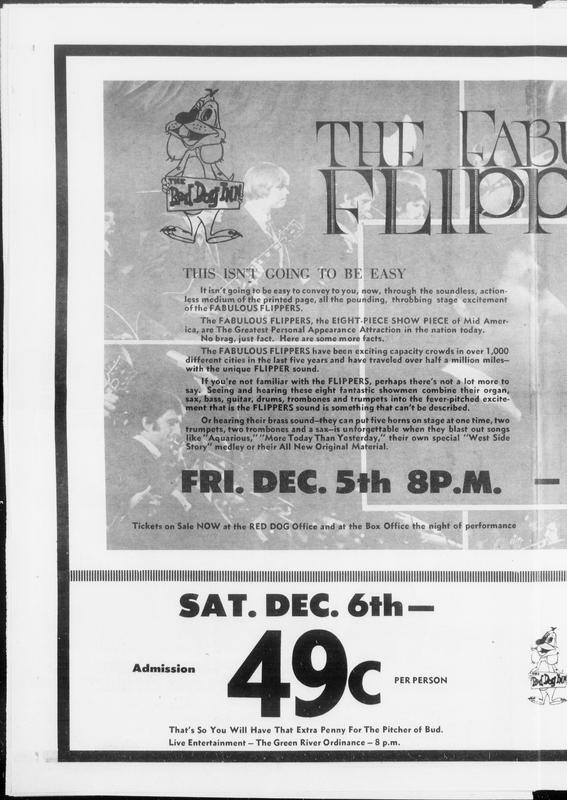 THE
Red Dog INN
THE FABU
FLIPP
THIS ISN'T GOING TO BE EASY
It isn't going to be easy to convey to you, now, through the soundless, action-
less medium of the printed page, all the pounding, throbbing stage excitement
of the FABULOUS FLIPPERS.
The FABULOUS FLIPPERS, the EIGHT-PIECE SHOW PIECE of Mid Amer-
ica, are The Greatest Personal Appearance Attraction in the nation today.
No brag, just fact. Here are some more facts.
The FABULOUS FLIPPERS have been exciting capacity crowds in over 1,000
different cities in the last five years and have traveled over half a million miles—
with the unique FLIPPER sound.
If you're not familiar with the FLIPPERS, perhaps there's not a lot more to
say. Seeing and hearing these eight fantastic showmen combine their organ,
sax, bass, guitar, drums, trombones and trumpets into the fever-pitched excite-
ment that is the FLIPPERS sound is something that can't be described.
Or hearing their brass sound—they can put five horns on stage at one time, two
trumpets, two trombones and a sax—is unforgettable when they blast out songs
like "Aquarious," "More Today Than Yesterday," their own special "West Side
Story" medley or their All New Original Material.
FRI. DEC. 5th 8P.M. —
Tickets on Sale NOW at the RED DOG Office and at the Box Office the night of performance
SAT. DEC. 6th—
Admission 49c PER PERSON
THE
Red Dog INN
That's So You Will Have That Extra Penny For The Pitcher of Bud.
Live Entertainment — The Green River Ordinance — 8 p.m.